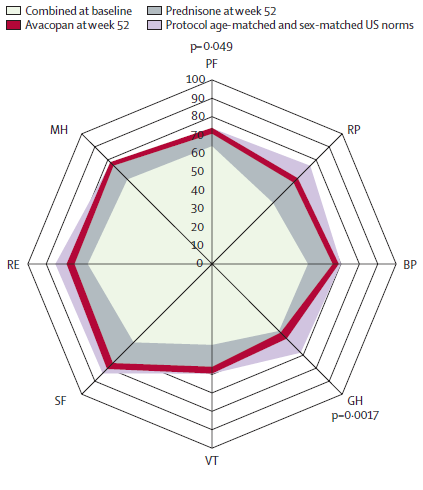 Combined at baseline
Prednisone at week 52
Avacopan at week 52
Protocol age-matched and sex-matched US norms
p=0·049
PF
100
MH
90
RP
80
70
60
50
40
30
20
10
RE
0
BP
SF
GH
p=0·0017
VT